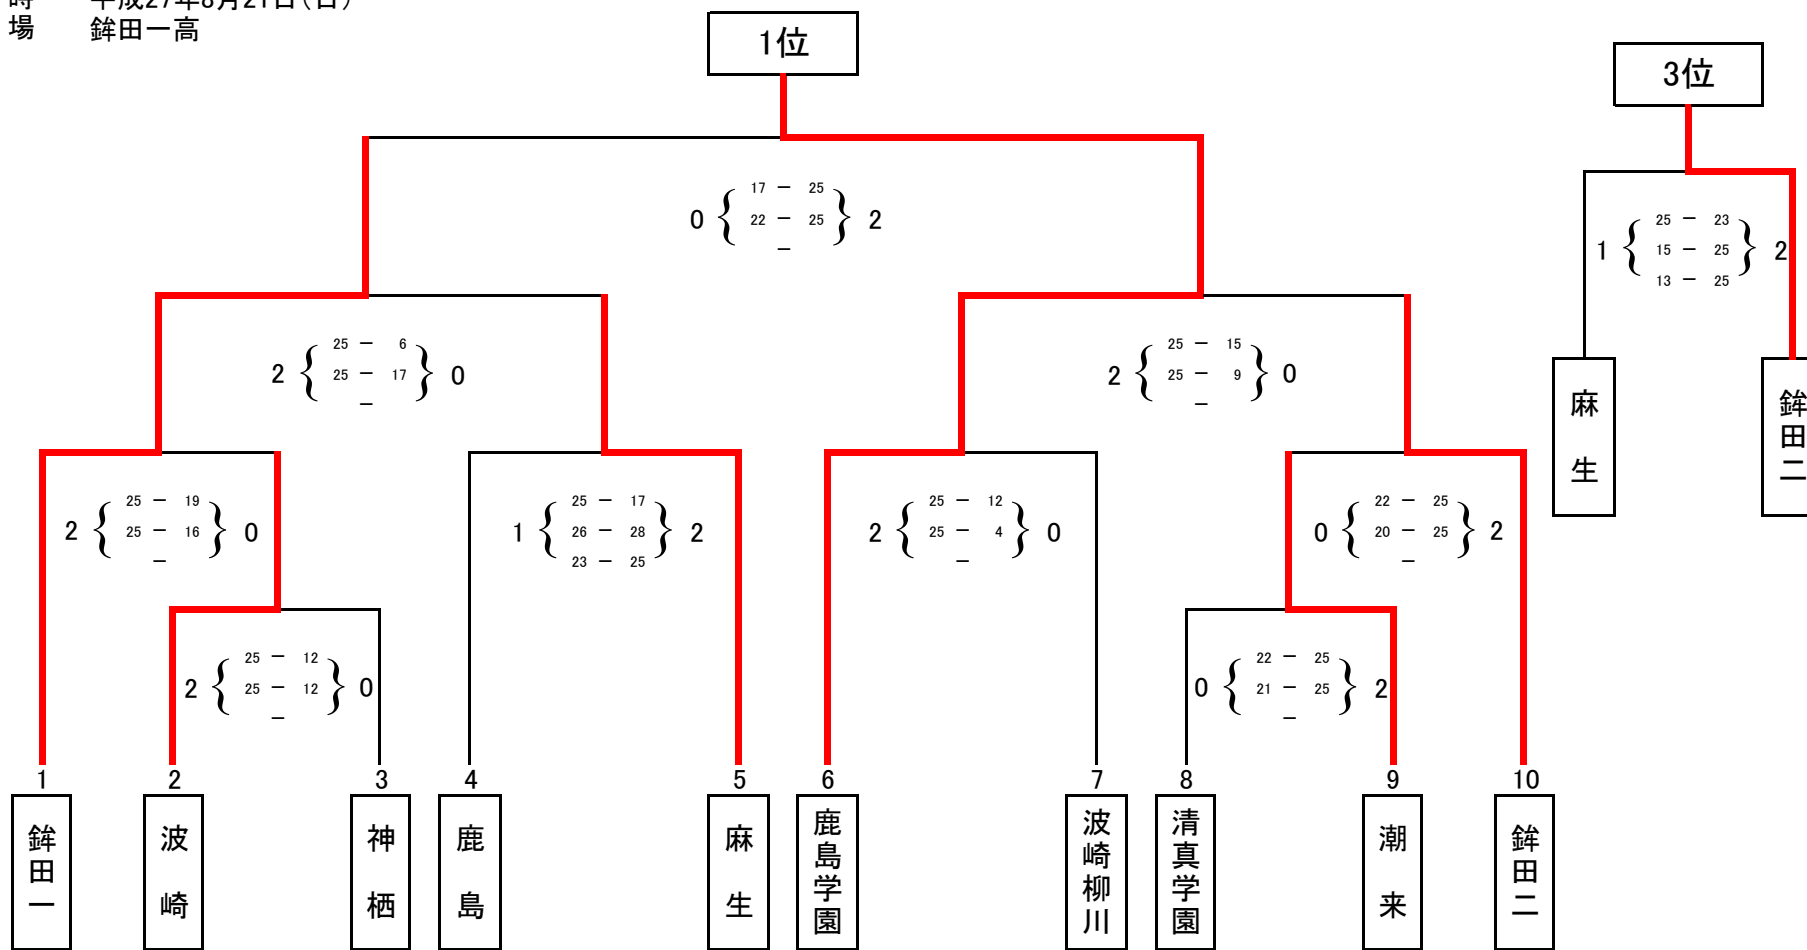 場 鉾田一高
1位
3位
17 － 25
0 { 22 － 25 } 2
－
25 － 23
1 { 15 － 25 } 2
13 － 25
25 － 6
2 { 25 － 17 } 0
－
25 － 15
2 { 25 － 9 } 0
－
麻生
鉾田二
25 － 19
2 { 25 － 16 } 0
－
25 － 17
1 { 26 － 28 } 2
23 － 25
25 － 12
2 { 25 － 4 } 0
－
22 － 25
0 { 20 － 25 } 2
－
25 － 12
2 { 25 － 12 } 0
－
22 － 25
0 { 21 － 25 } 2
－
1 2 3 4 5 6 7 8 9 10
鉾田一
波崎
神栖
鹿島
麻生
鹿島学園
波崎柳川
清真学園
潮来
鉾田二